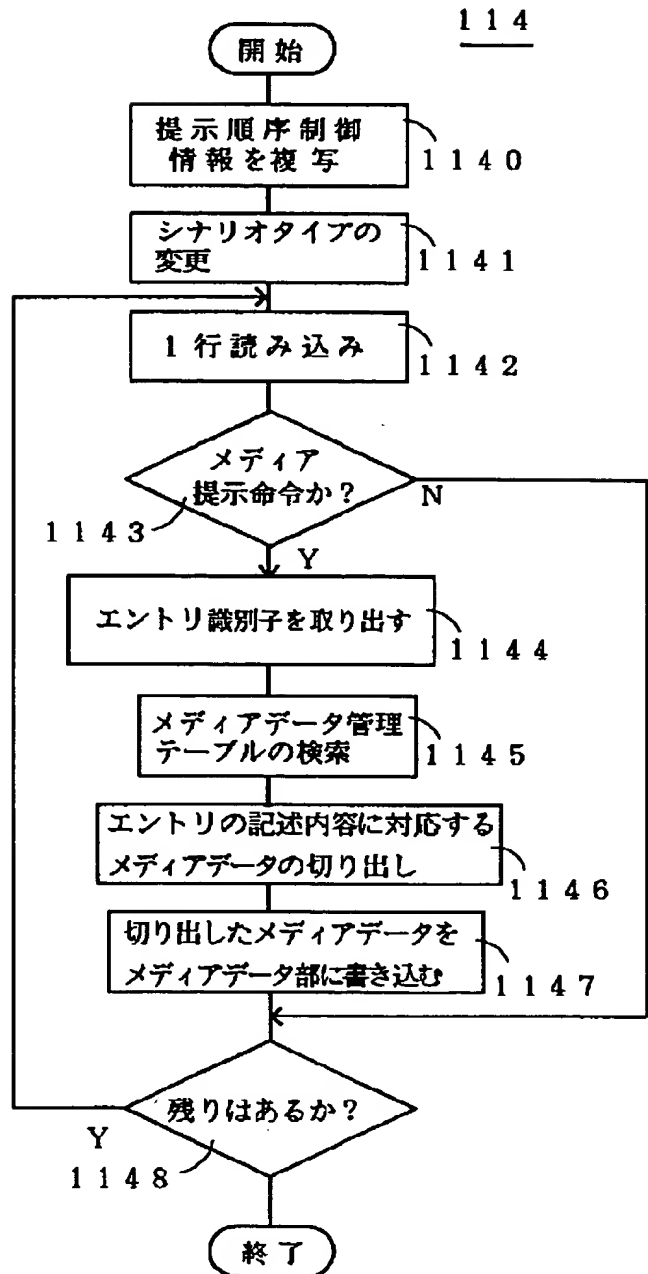 114
開始
提示順序制御
情報を複写
1140
シナリオタイプの
変更
1141
1行読み込み
1142
メディア
提示命令か？
N
1143
Y
エントリ識別子を取り出す
1144
メディアデータ管理
テーブルの検索
1145
エントリの記述内容に対応する
メディアデータの切り出し
1146
切り出したメディアデータを
メディアデータ部に書き込む
1147
残りはあるか？
Y
1148
終了